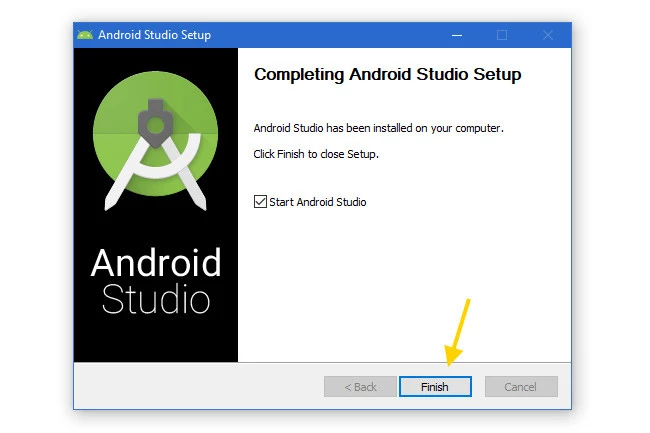 Android Studio Setup
Completing Android Studio Setup
Android Studio has been installed on your computer.
Click Finish to close Setup.
Start Android Studio
Android
Studio
< Back
Finish
Cancel